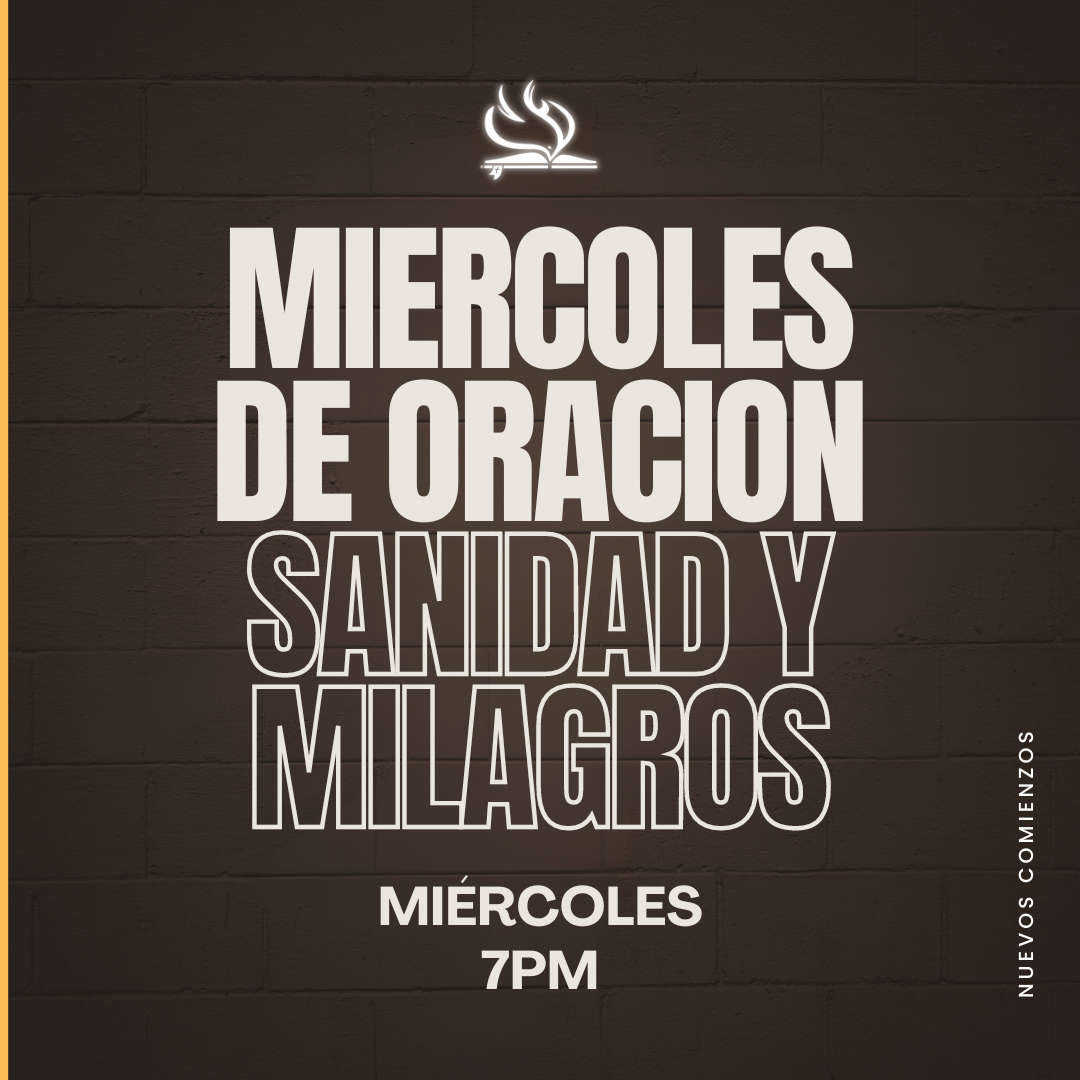 MIERCOLES
DE ORACION
SANIDAD Y
MILAGROS
MIÉRCOLES
7PM
NUEVOS COMIENZOS